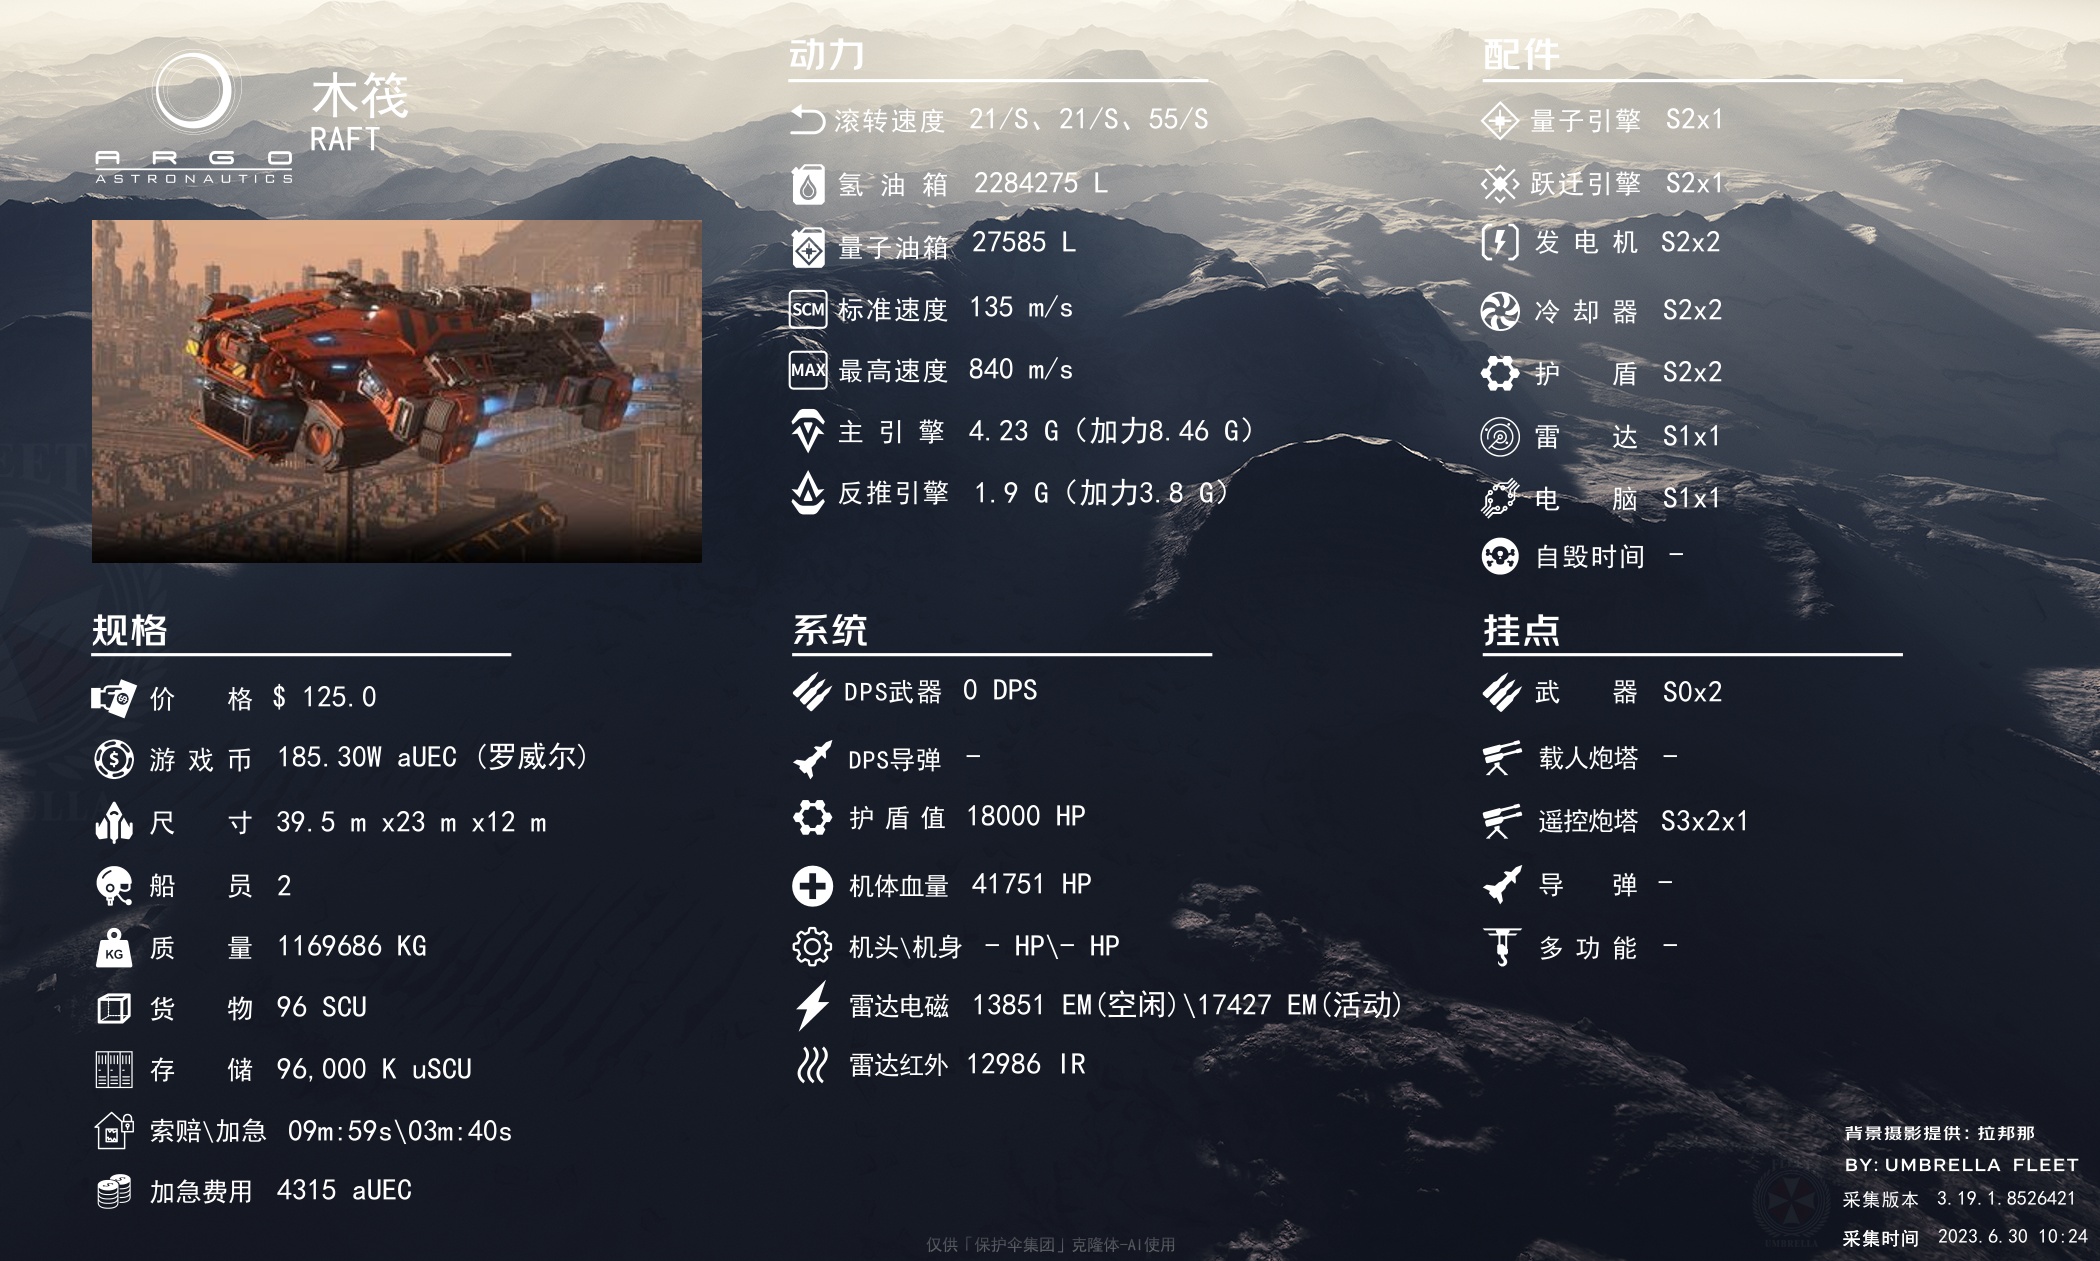 ARGO
ASTRONAUTICS
木筏
RAFT
动力
滚转速度 21/S、21/S、55/S
氢油箱 2284275 L
量子油箱 27585 L
SCM 标准速度 135 m/s
MAX 最高速度 840 m/s
主引擎 4.23 G（加力8.46 G）
反推引擎 1.9 G（加力3.8 G）
配件
量子引擎 S2x1
跃迁引擎 S2x1
发电机 S2x2
冷却器 S2x2
护盾 S2x2
雷达 S1x1
电脑 S1x1
自毁时间 -
规格
价格 $ 125.0
游戏币 185.30W aUEC (罗威尔)
尺寸 39.5 m x23 m x12 m
船员 2
KG 质量 1169686 KG
货物 96 SCU
存储 96,000 K uSCU
索赔\加急 09m:59s\03m:40s
加急费用 4315 aUEC
系统
DPS武器 0 DPS
DPS导弹 -
护盾值 18000 HP
机体血量 41751 HP
机头\机身 - HP\- HP
雷达电磁 13851 EM(空闲)\17427 EM(活动)
雷达红外 12986 IR
挂点
武器 S0x2
载人炮塔 -
遥控炮塔 S3x2x1
导弹 -
多功能 -
背景摄影提供: 拉邦那
BY: UMBRELLA FLEET
采集版本 3.19.1.8526421
采集时间 2023.6.30 10:24
仅供「保护伞集团」克隆体-AI使用